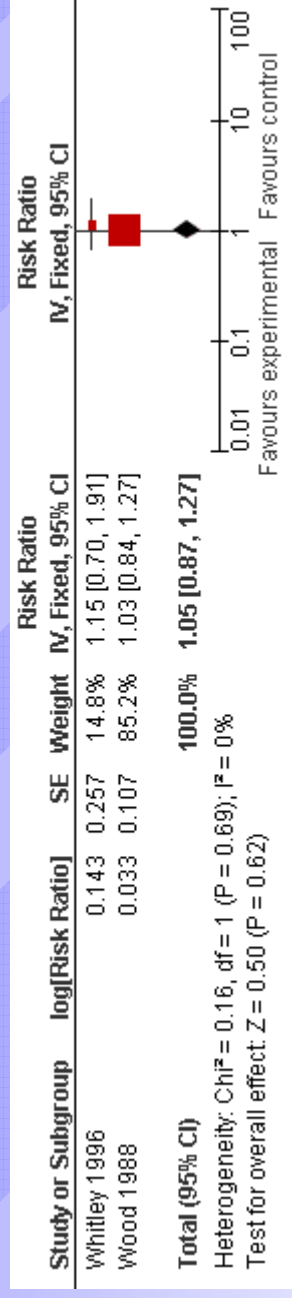 Risk Ratio Risk Ratio
Study or Subgroup log[Risk Ratio] SE Weight IV, Fixed, 95% CI IV, Fixed, 95% CI
Whitley 1996 0.143 0.257 14.8% 1.15 [0.70, 1.91]
Wood 1988 0.033 0.107 85.2% 1.03 [0.84, 1.27]
Total (95% CI) 100.0% 1.05 [0.87, 1.27]
Heterogeneity: Chi² = 0.16, df = 1 (P = 0.69); I² = 0%
Test for overall effect: Z = 0.50 (P = 0.62)
0.01 0.1 1 10 100
Favours experimental Favours control